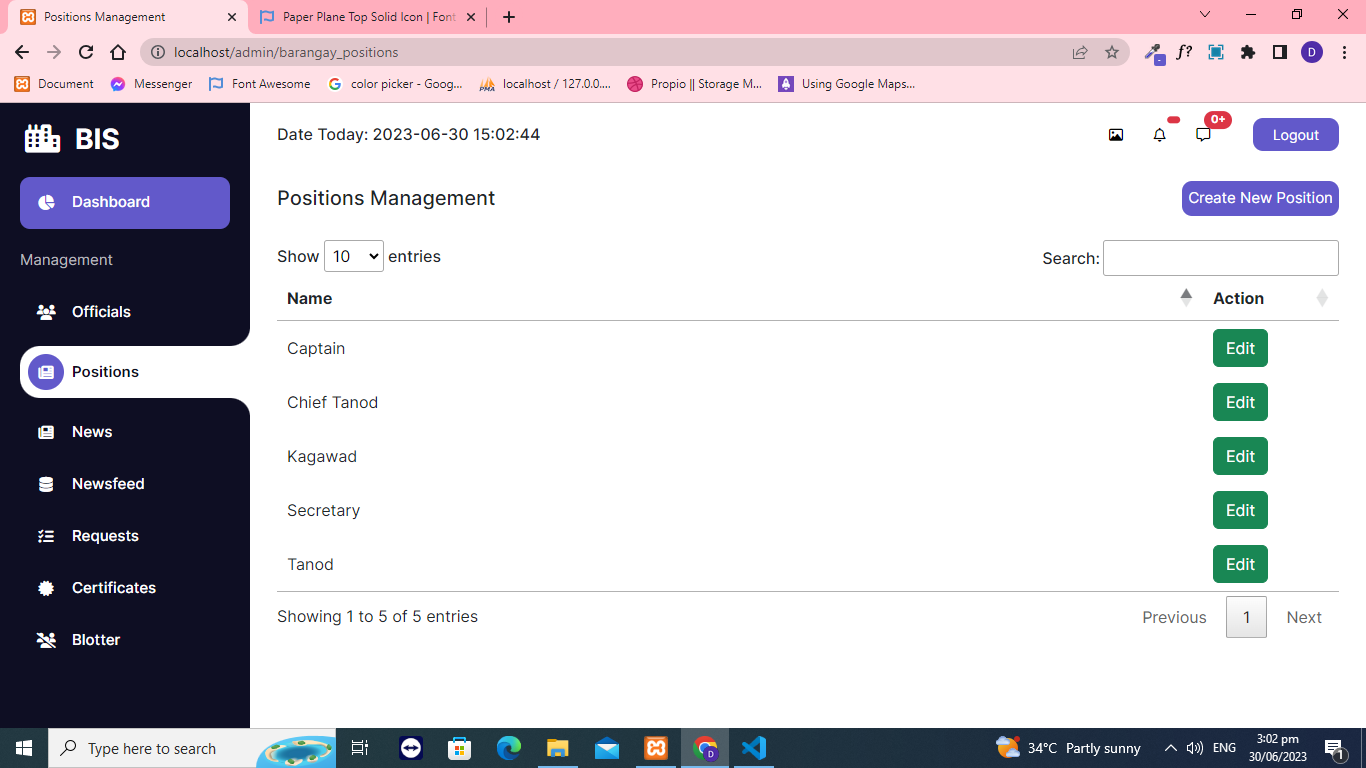 Positions Management
Paper Plane Top Solid Icon | Font
localhost/admin/barangay_positions
f?
D
Document
Messenger
Font Awesome
color picker - Goog...
localhost / 127.0.0....
Propio || Storage M...
Using Google Maps...
BIS
Date Today: 2023-06-30 15:02:44
0+
Logout
Dashboard
Positions Management
Create New Position
Management
Show 10 entries
Search:
Name
Action
Officials
Captain
Edit
Positions
Chief Tanod
Edit
News
Kagawad
Edit
Newsfeed
Secretary
Edit
Requests
Tanod
Edit
Certificates
Showing 1 to 5 of 5 entries
Previous 1 Next
Blotter
Type here to search
34°C Partly sunny
ENG
3:02 pm
30/06/2023
1